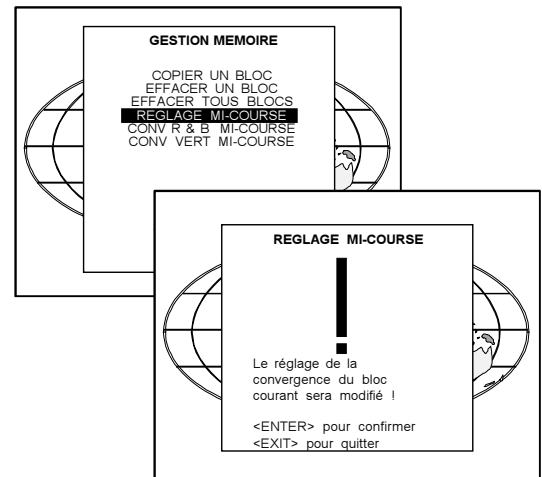 GESTION MEMOIRE
COPIER UN BLOC
EFFACER UN BLOC
EFFACER TOUS BLOCS
REGLAGE MI-COURSE
CONV R & B MI-COURSE
CONV VERT MI-COURSE
REGLAGE MI-COURSE
!
Le réglage de la
convergence du bloc
courant sera modifié !
<ENTER> pour confirmer
<EXIT> pour quitter